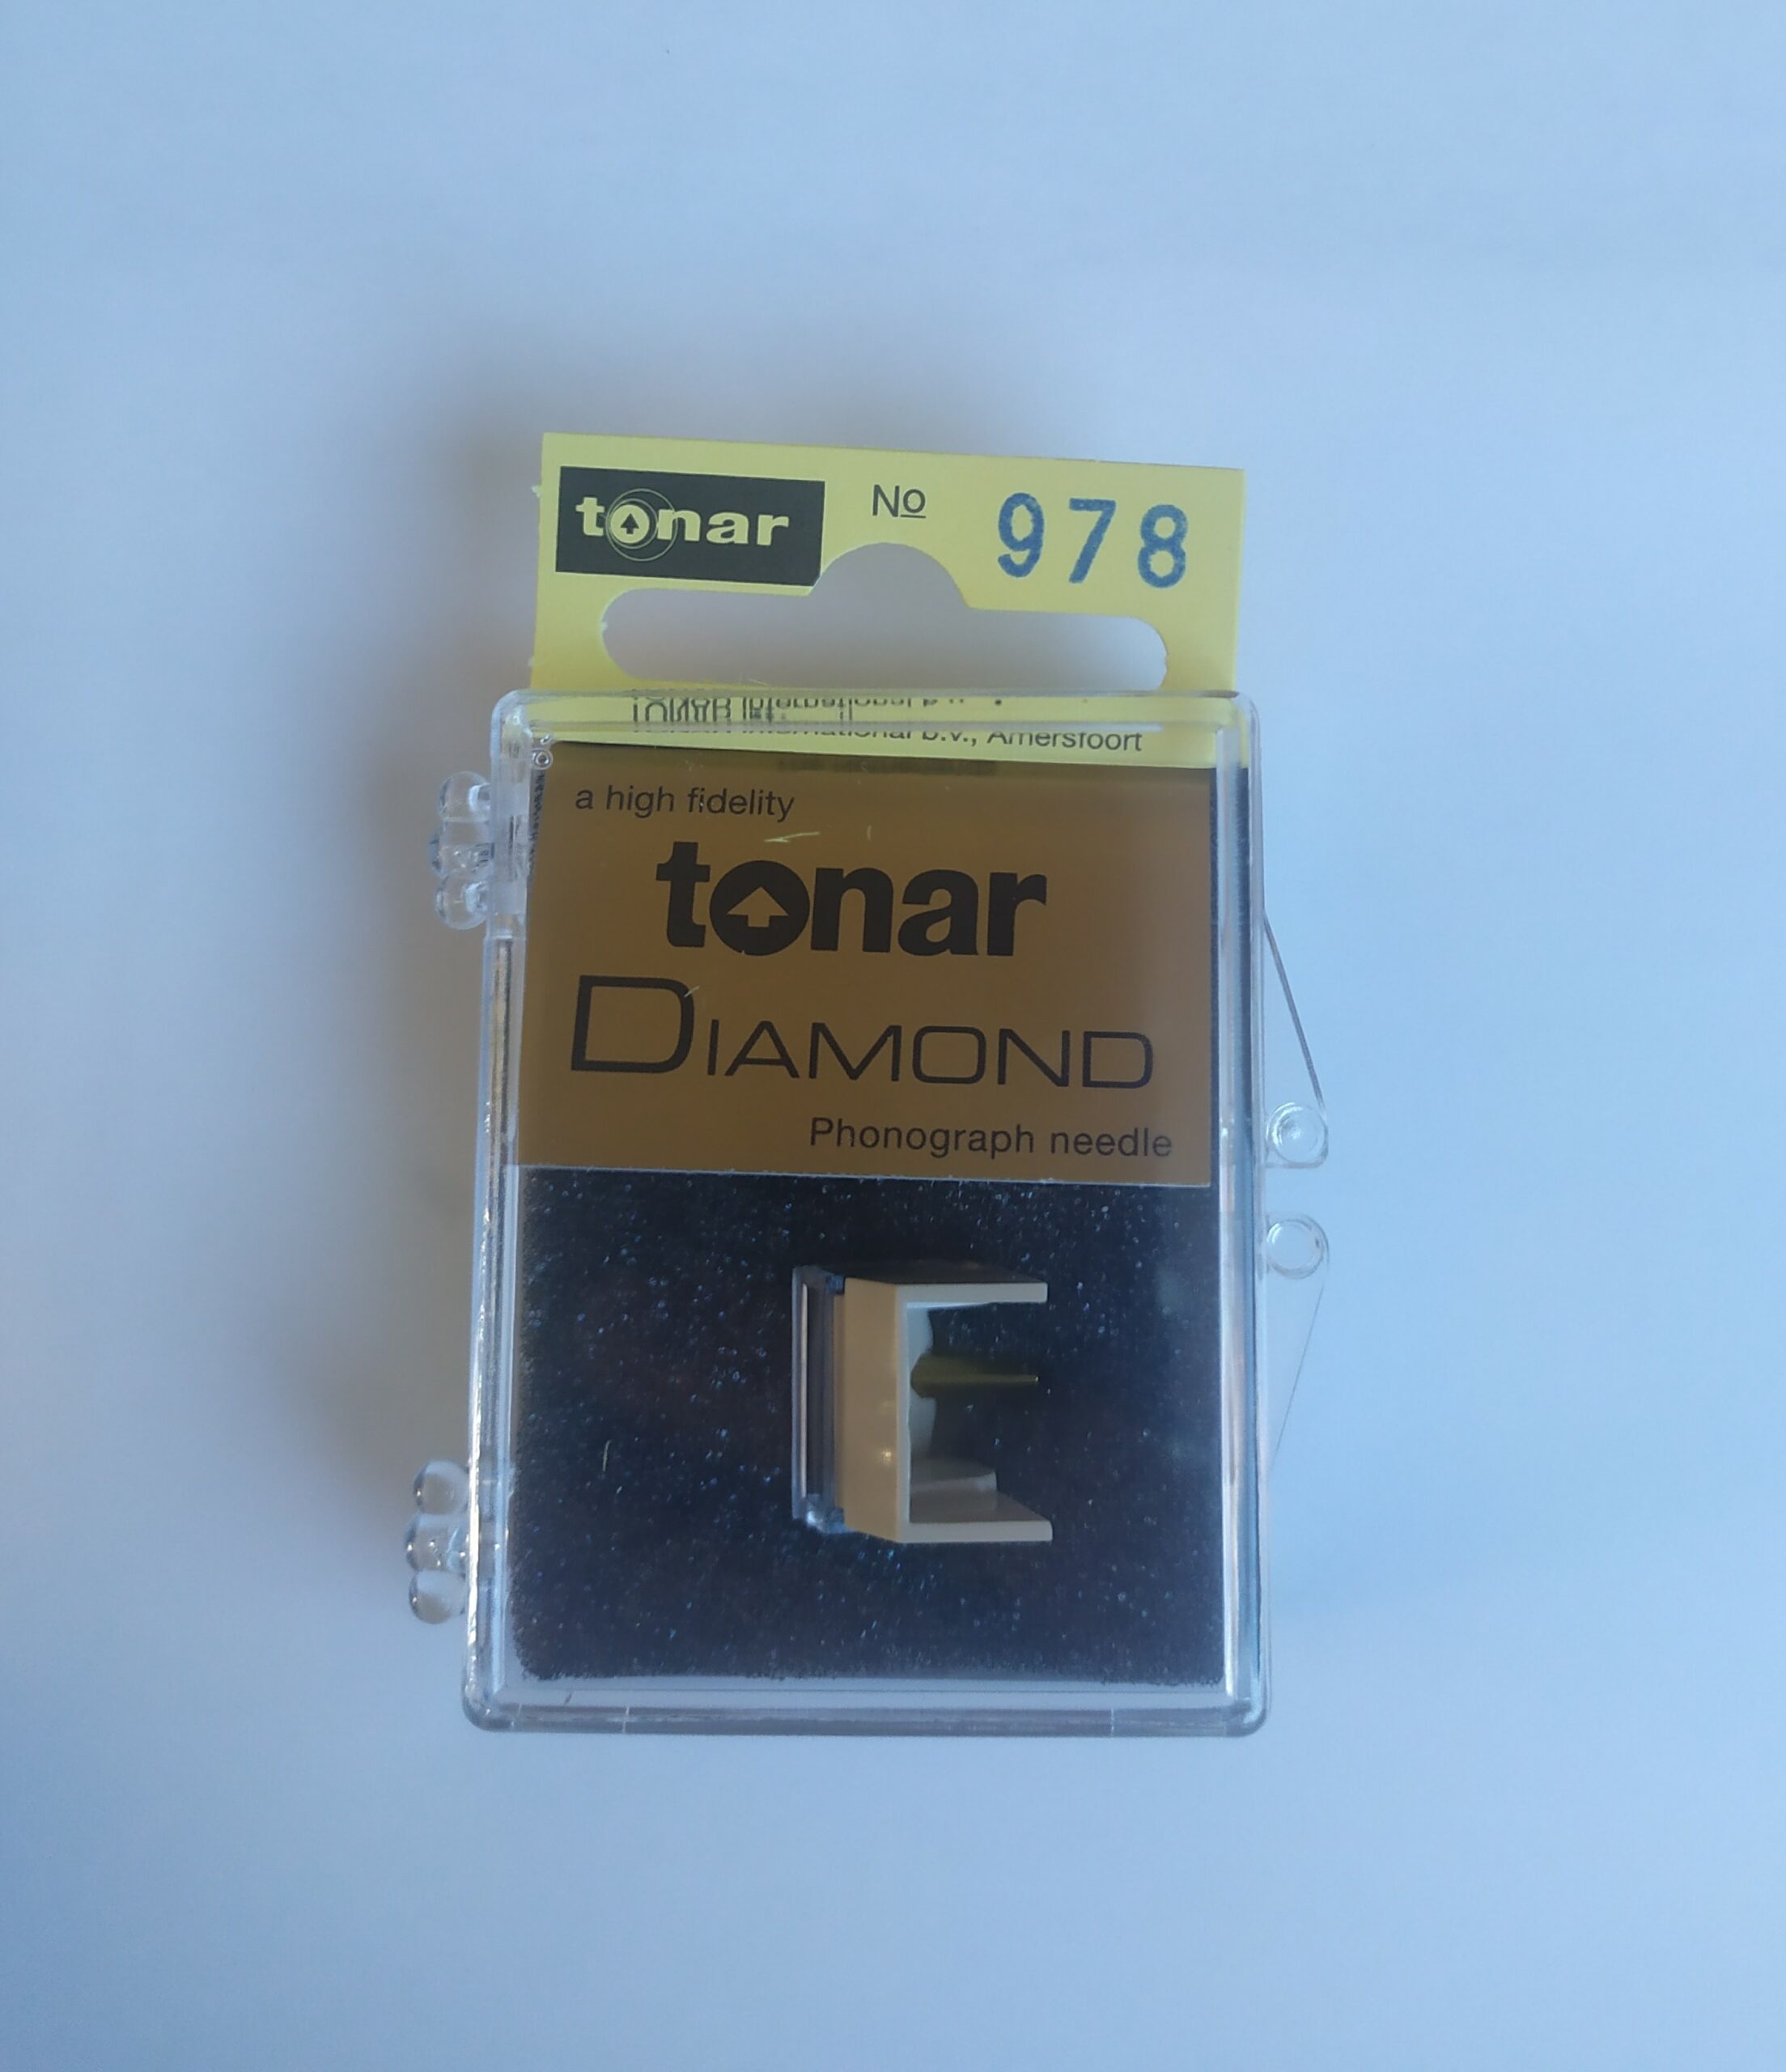 tonar No 978
TONAR International b.v., Amersfoort
a high fidelity
tonar
DIAMOND
Phonograph needle